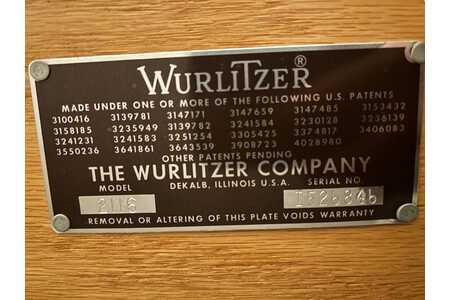 WURLITZER®
MADE UNDER ONE OR MORE OF THE FOLLOWING U.S. PATENTS
3100416 3139781 3147171 3147659 3147485 3153432
3158185 3235949 3139782 3241584 3230128 3236139
3241231 3241583 3251254 3305425 3374817 3406083
3550236 3641861 3643539 3908723 4028980
OTHER PATENTS PENDING
THE WURLITZER COMPANY
MODEL DEKALB, ILLINOIS U.S.A. SERIAL NO.
2116
REMOVAL OR ALTERING OF THIS PLATE VOIDS WARRANTY